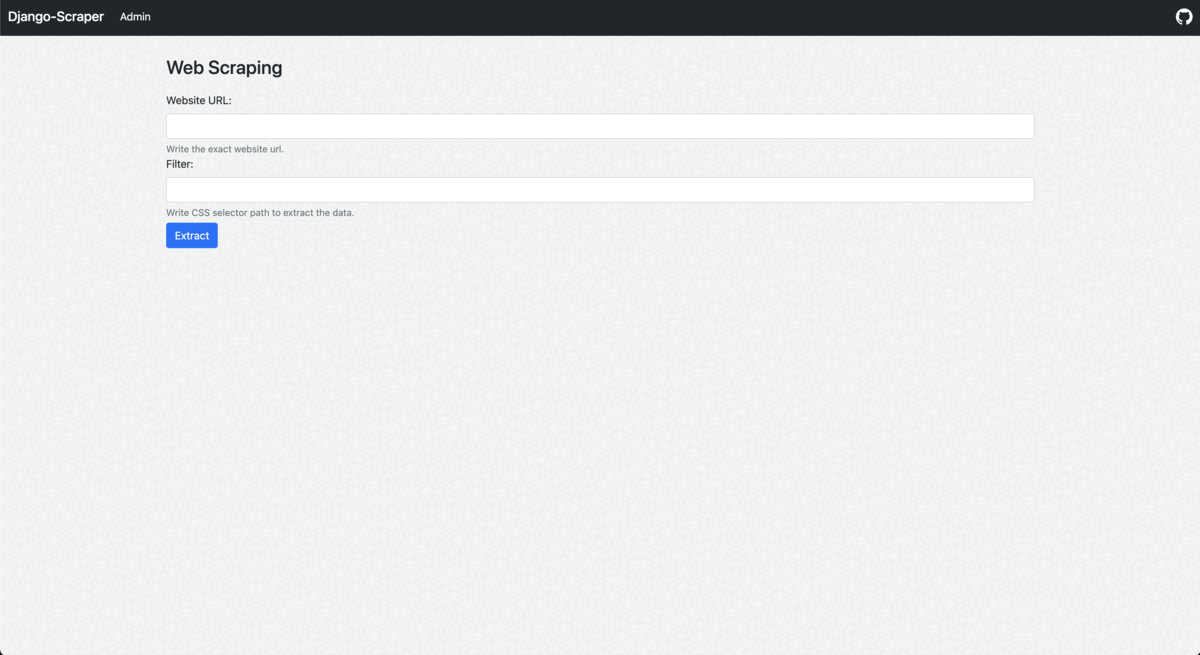 Django-Scraper Admin
Web Scraping
Website URL:
Write the exact website url.
Filter:
Write CSS selector path to extract the data.
Extract